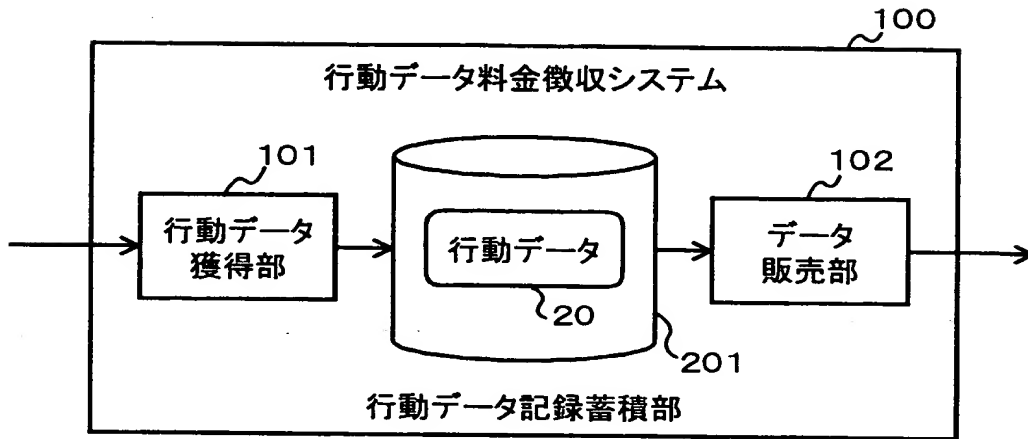 100
行動データ料金徴収システム
101
102
行動データ
獲得部
行動データ
データ
販売部
20
201
行動データ記録蓄積部